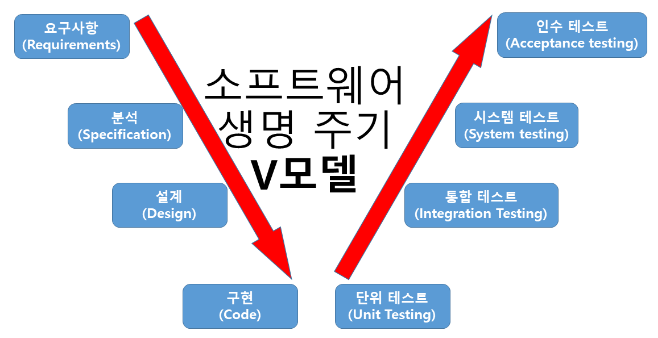 요구사항
(Requirements)
분석
(Specification)
설계
(Design)
구현
(Code)
소프트웨어
생명 주기
V모델
인수 테스트
(Acceptance testing)
시스템 테스트
(System testing)
통합 테스트
(Integration Testing)
단위 테스트
(Unit Testing)